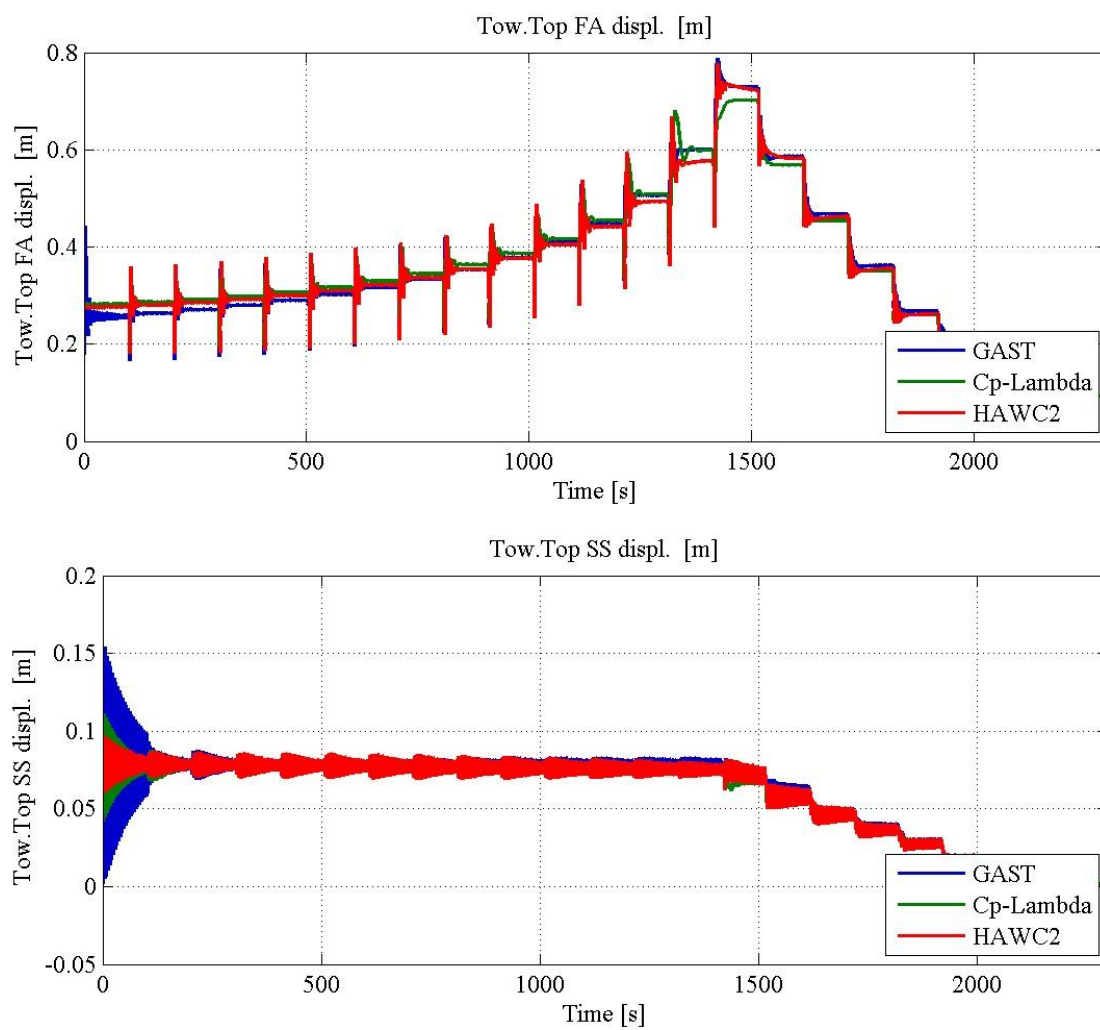 Tow.Top FA displ. [m]
Tow.Top FA displ. [m]
0.8
0.6
0.4
0.2
0
0
500
1000
1500
2000
Time [s]
GAST
Cp-Lambda
HAWC2
Tow.Top SS displ. [m]
Tow.Top SS displ. [m]
0.2
0.15
0.1
0.05
0
-0.05
0
500
1000
1500
2000
Time [s]
GAST
Cp-Lambda
HAWC2